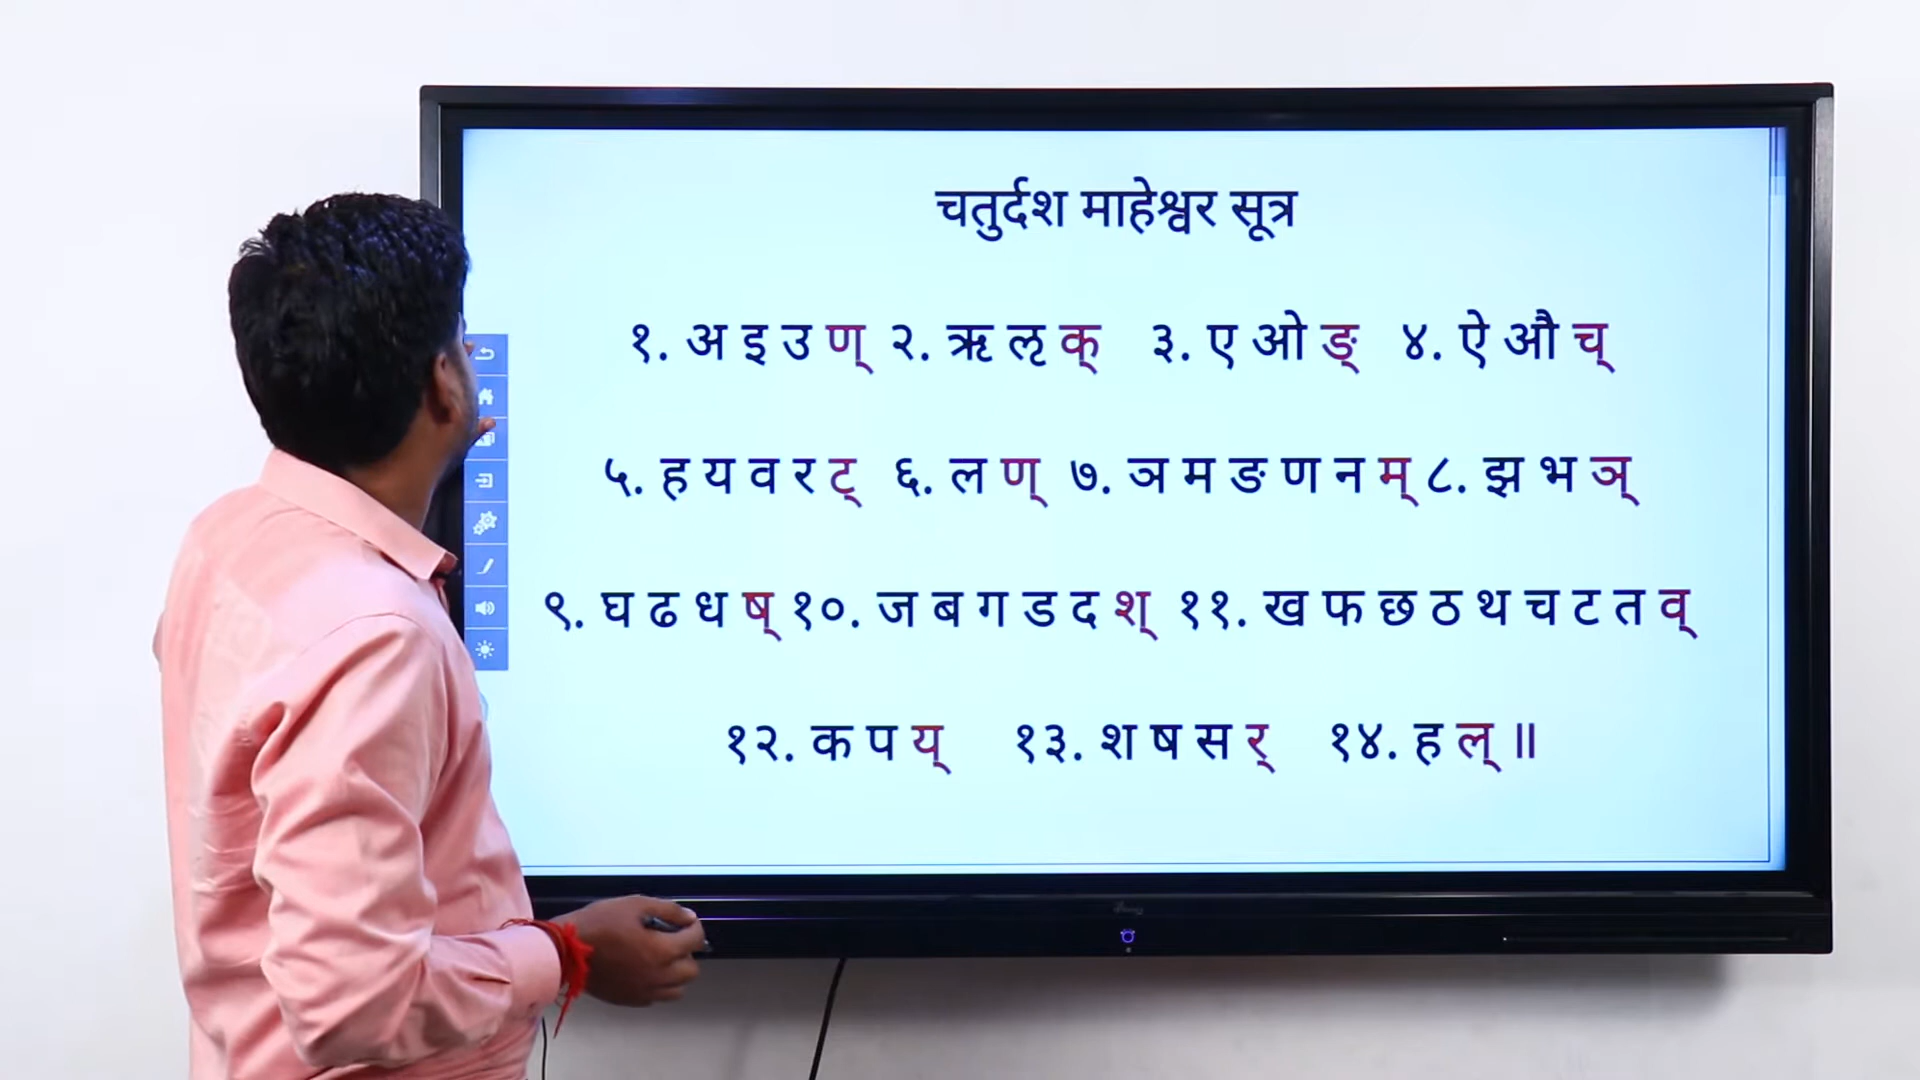 चतुर्दश माहेश्वर सूत्र
१. अ इ उ ण् २. ऋ ऌ क् ३. ए ओ ङ् ४. ऐ औ च्
५. ह य व र ट् ६. ल ण् ७. ञ म ङ ण न म् ८. झ भ ञ्
९. घ ढ ध ष् १०. ज ब ग ड द श् ११. ख फ छ ठ थ च ट त व्
१२. क प य् १३. श ष स र् १४. ह ल् ॥